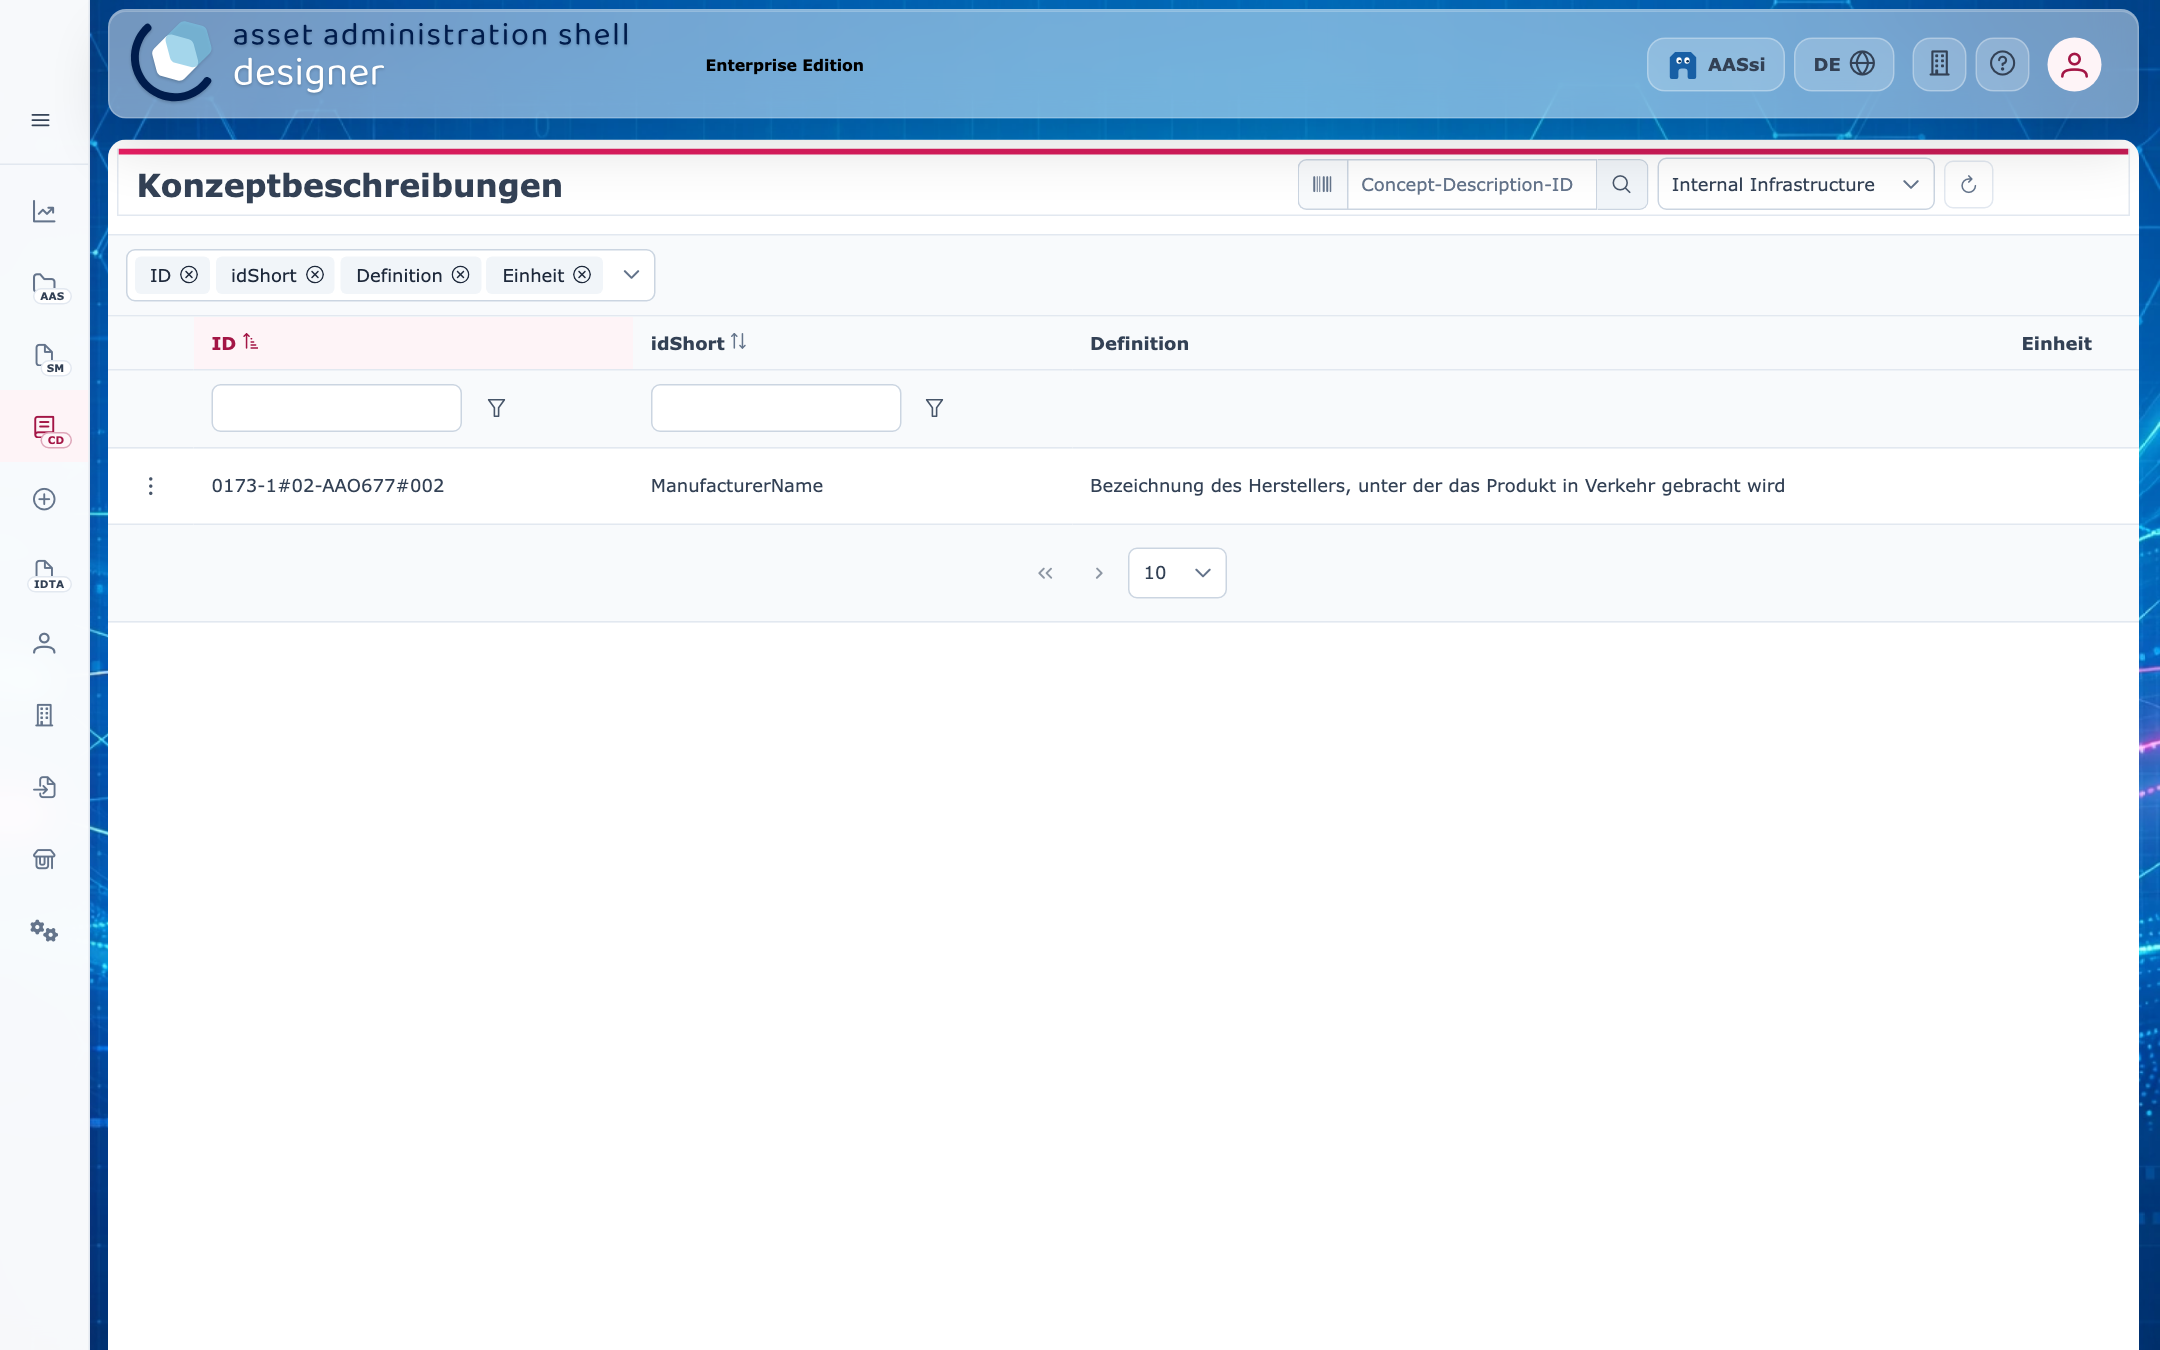 asset administration shell
designer
Enterprise Edition
AASsi
DE
Konzeptbeschreibungen
Concept-Description-ID
Internal Infrastructure
ID
idShort
Definition
Einheit
ID
idShort
Definition
Einheit
0173-1#02-AAO677#002
ManufacturerName
Bezeichnung des Herstellers, unter der das Produkt in Verkehr gebracht wird
10
AAS
SM
CD
IDTA